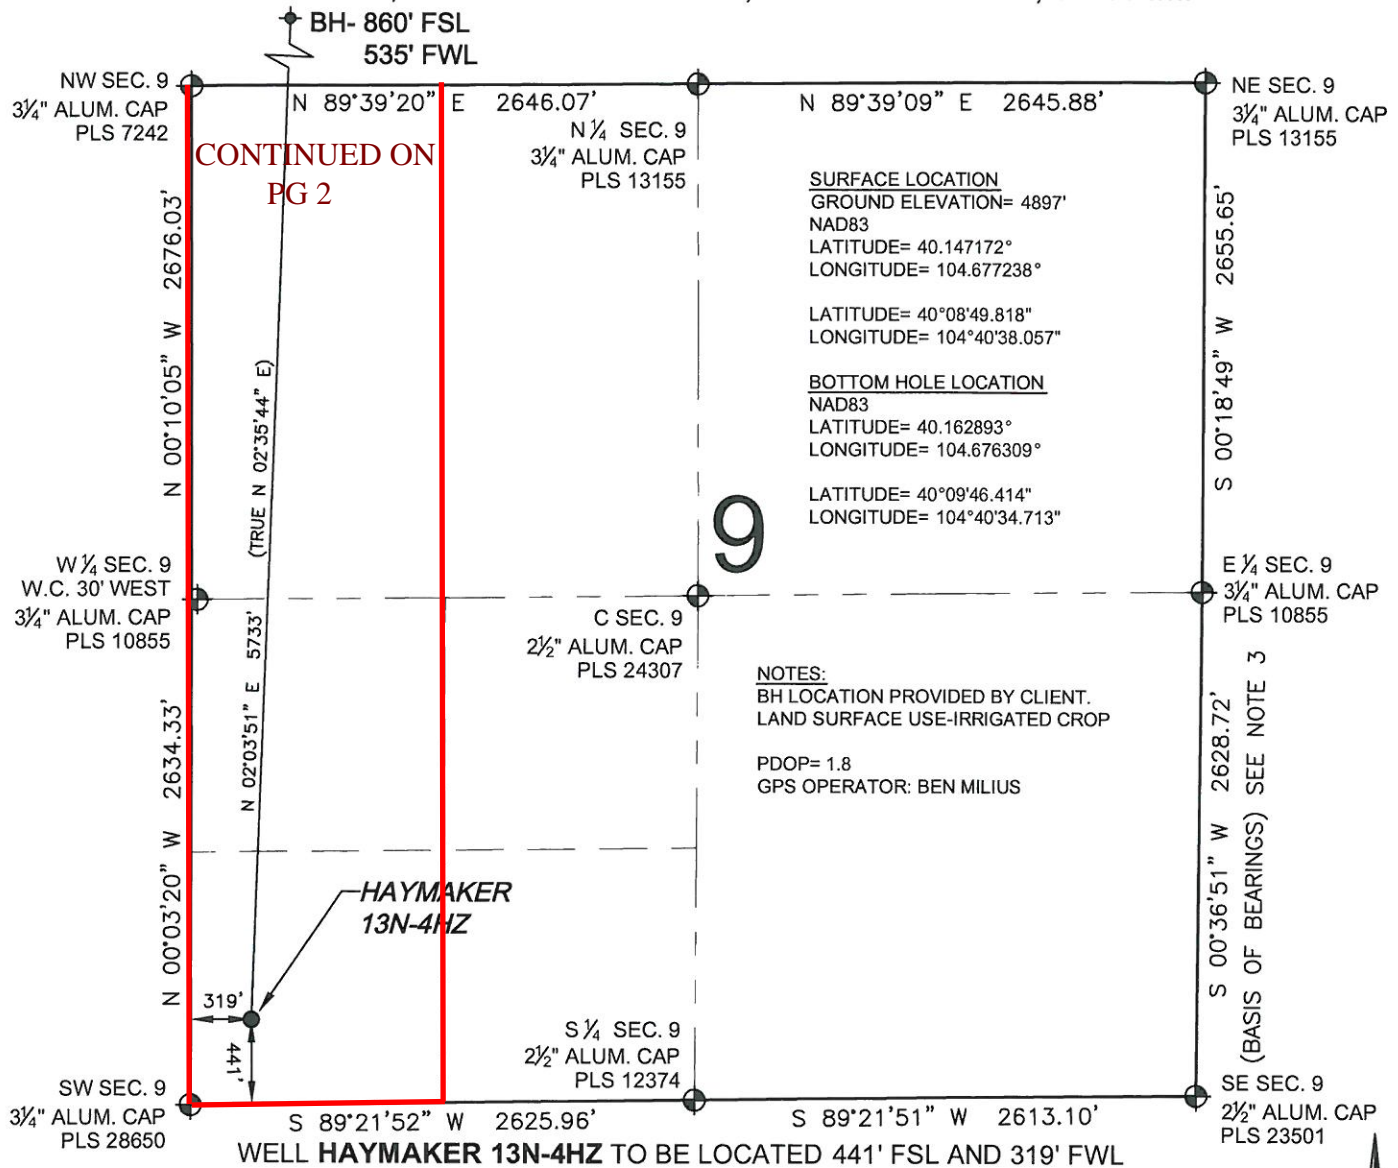 BH- 860' FSL
535' FWL
NW SEC. 9
3¼" ALUM. CAP
PLS 7242
N 89°39'20" E 2646.07'
N 89°39'09" E 2645.88'
NE SEC. 9
3¼" ALUM. CAP
PLS 13155
N ¼ SEC. 9
3¼" ALUM. CAP
PLS 13155
CONTINUED ON
PG 2
SURFACE LOCATION
GROUND ELEVATION= 4897'
NAD83
LATITUDE= 40.147172°
LONGITUDE= 104.677238°
LATITUDE= 40°08'49.818"
LONGITUDE= 104°40'38.057"
BOTTOM HOLE LOCATION
NAD83
LATITUDE= 40.162893°
LONGITUDE= 104.676309°
LATITUDE= 40°09'46.414"
LONGITUDE= 104°40'34.713"
N 00°10'05" W 2676.03'
(TRUE N 02°35'44" E)
S 00°18'49" W 2655.65'
9
W ¼ SEC. 9
W.C. 30' WEST
3¼" ALUM. CAP
PLS 10855
C SEC. 9
2½" ALUM. CAP
PLS 24307
E ¼ SEC. 9
3¼" ALUM. CAP
PLS 10855
NOTES:
BH LOCATION PROVIDED BY CLIENT.
LAND SURFACE USE-IRRIGATED CROP
PDOP= 1.8
GPS OPERATOR: BEN MILIUS
N 00°03'20" W 2634.33'
N 02°03'51" E 5733'
S 00°36'51" W 2628.72'
(BASIS OF BEARINGS) SEE NOTE 3
HAYMAKER
13N-4HZ
319'
441'
S ¼ SEC. 9
2½" ALUM. CAP
PLS 12374
SW SEC. 9
3¼" ALUM. CAP
PLS 28650
S 89°21'52" W 2625.96'
S 89°21'51" W 2613.10'
SE SEC. 9
2½" ALUM. CAP
PLS 23501
WELL HAYMAKER 13N-4HZ TO BE LOCATED 441' FSL AND 319' FWL